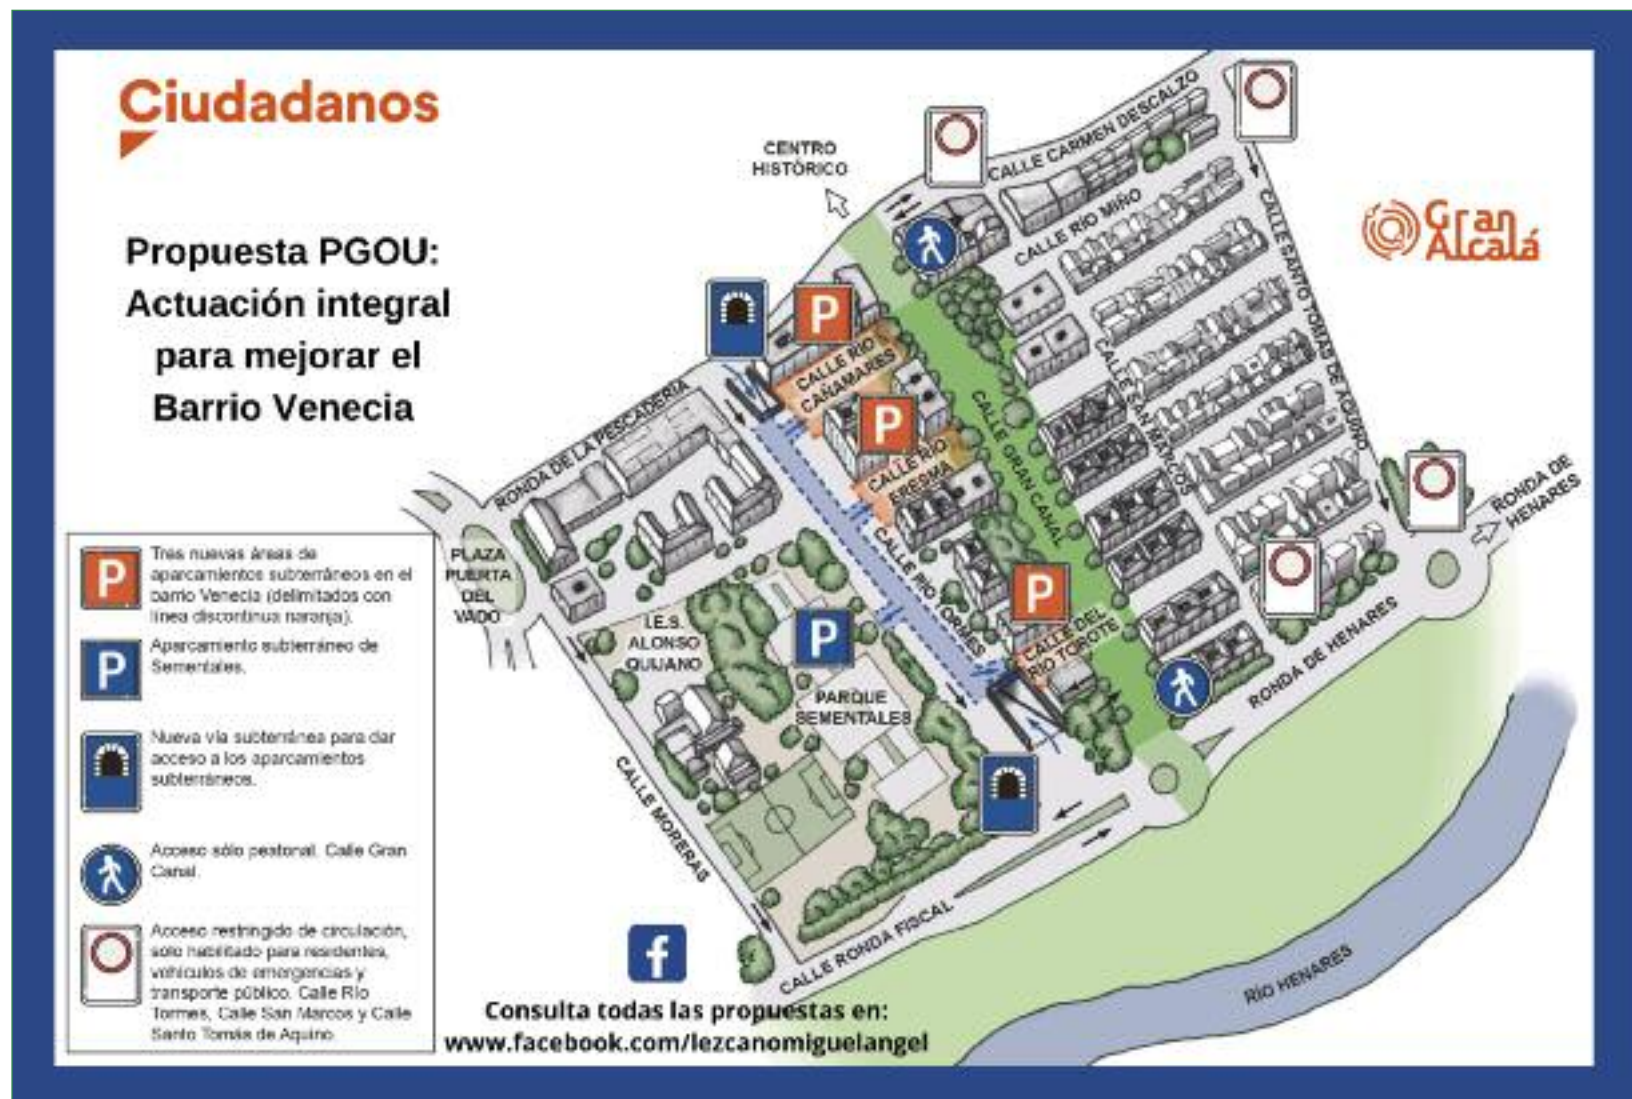 Ciudadanos
Propuesta PGOU:
Actuación integral
para mejorar el
Barrio Venecia
Gran
Alcalá
CENTRO
HISTÓRICO
CALLE CARMEN DESCALZO
CALLE RÍO MIÑO
CALLE SANTO TOMÁS DE AQUINO
CALLE SAN MARCOS
CALLE GRAN CANAL
P
CALLE RÍO
CAÑAMARES
P
CALLE RÍO
ERESMA
RONDA DE LA PESCADERÍA
CALLE RÍO TORMES
P
CALLE DEL
RÍO TOROTE
RONDA DE
HENARES
RONDA DE HENARES
PLAZA
PUERTA
DEL
VADO
I.E.S.
ALONSO
QUIJANO
P
PARQUE
SEMENTALES
CALLE MORERAS
CALLE RONDA FISCAL
RÍO HENARES
P
Tres nuevas áreas de
aparcamientos subterráneos en el
barrio Venecia (delimitados con
línea discontinua naranja).
P
Aparcamiento subterráneo de
Sementales.
Nueva vía subterránea para dar
acceso a los aparcamientos
subterráneos.
Acceso sólo peatonal. Calle Gran
Canal.
Acceso restringido de circulación,
solo habilitado para residentes,
vehículos de emergencias y
transporte público. Calle Río
Tormes, Calle San Marcos y Calle
Santo Tomás de Aquino.
f
Consulta todas las propuestas en:
www.facebook.com/lezcanomiguelangel